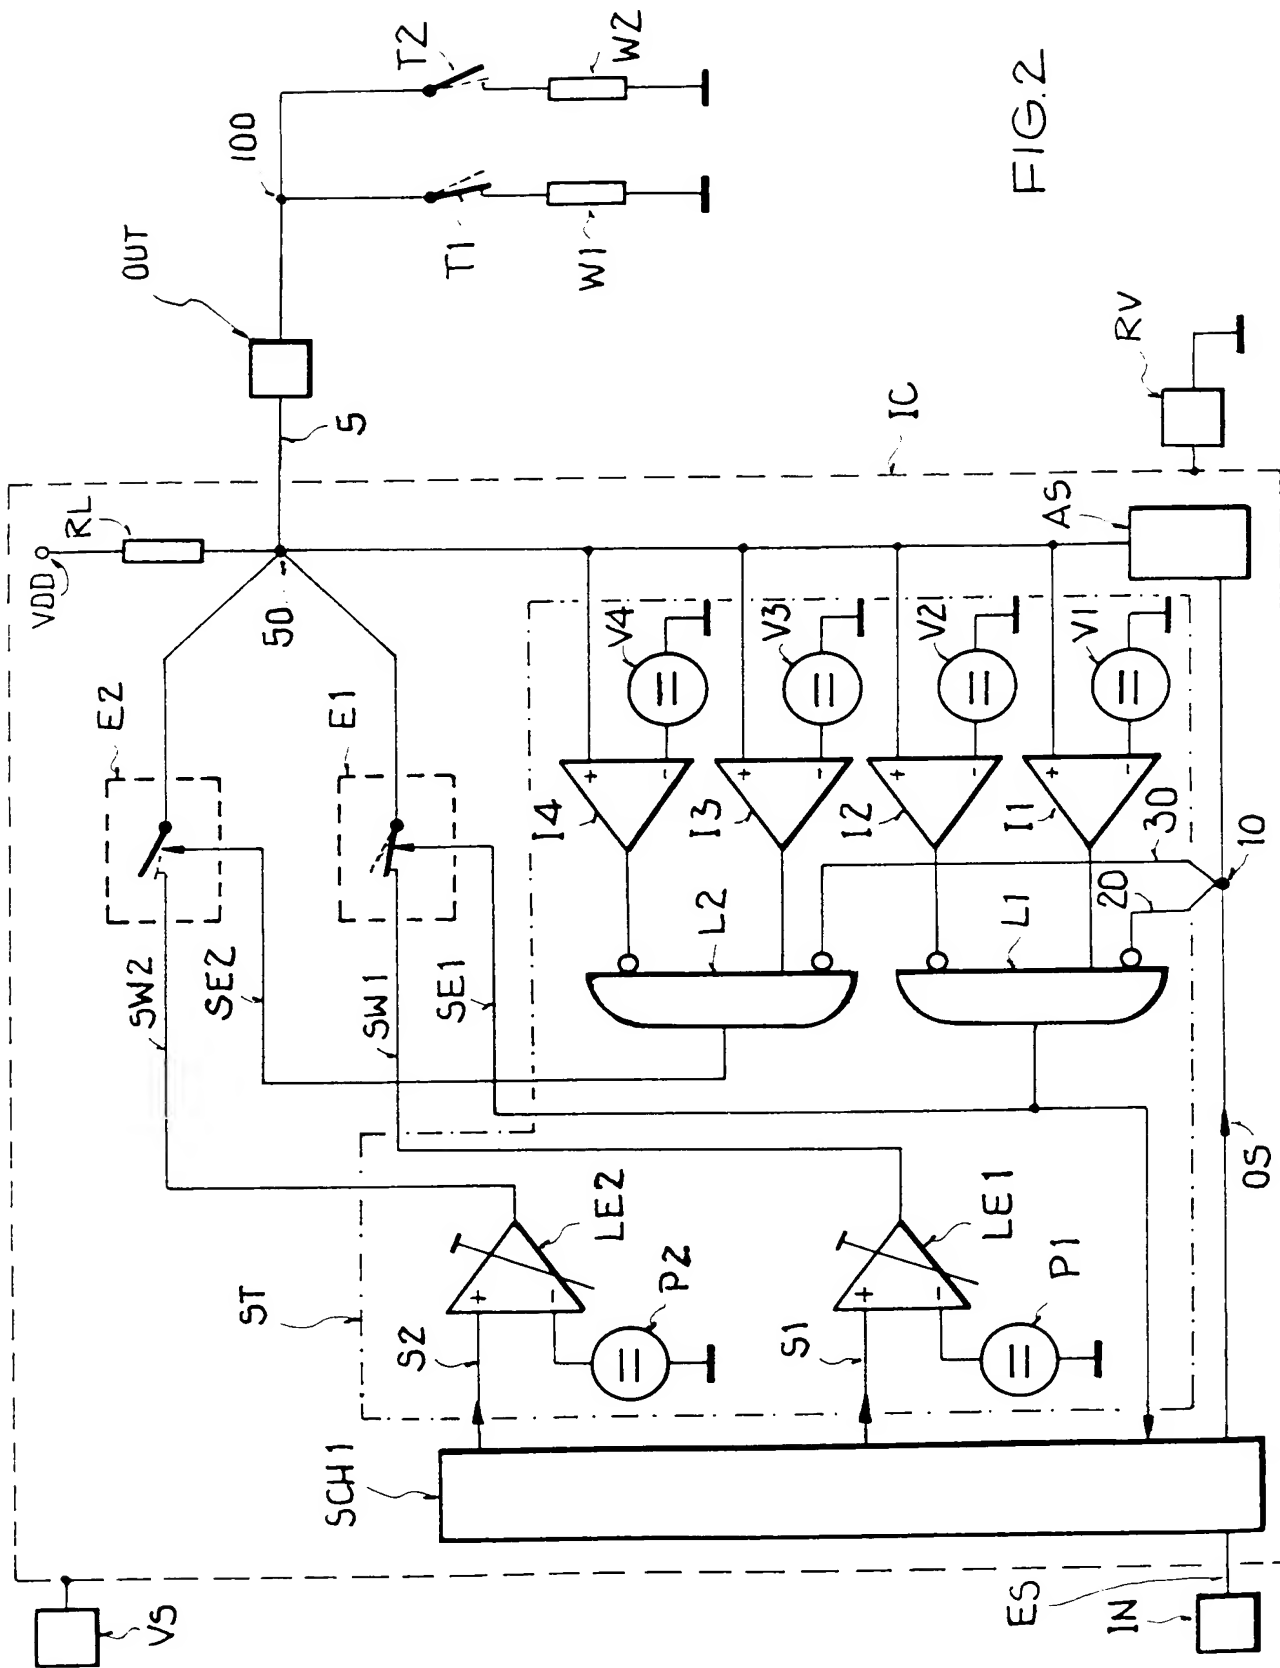 FIG.2
T2
W2
100
T1
W1
OUT
5
RV
IC
VDD
RL
50
AS
E2
E1
V4
V3
V2
V1
I4
I3
I2
I1
+
-
+
-
+
-
+
-
30
10
20
L2
L1
SW2
SE2
SW1
SE1
OS
ST
LE2
LE1
+
-
+
-
P2
P1
S2
S1
SCH1
VS
ES
IN